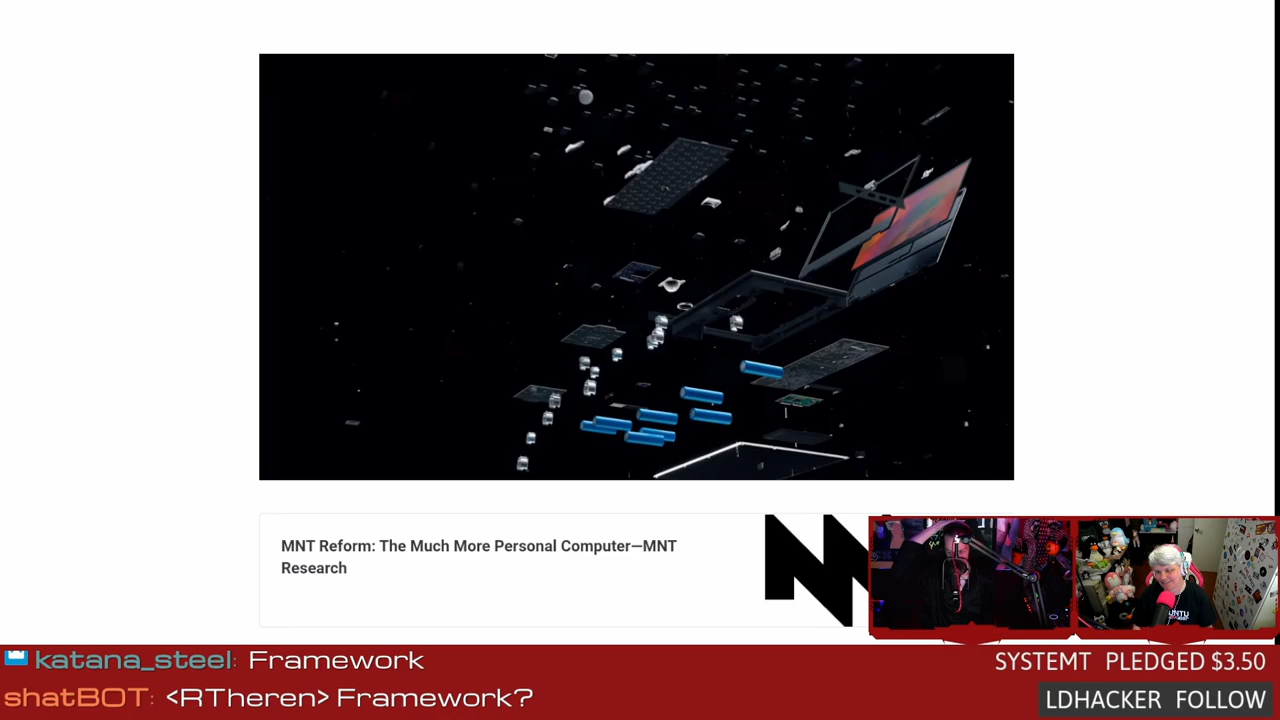 MNT Reform: The Much More Personal Computer—MNT
Research
katana_steel: Framework
SYSTEMT PLEDGED $3.50
shatBOT: <RTheren> Framework?
LDHACKER FOLLOW